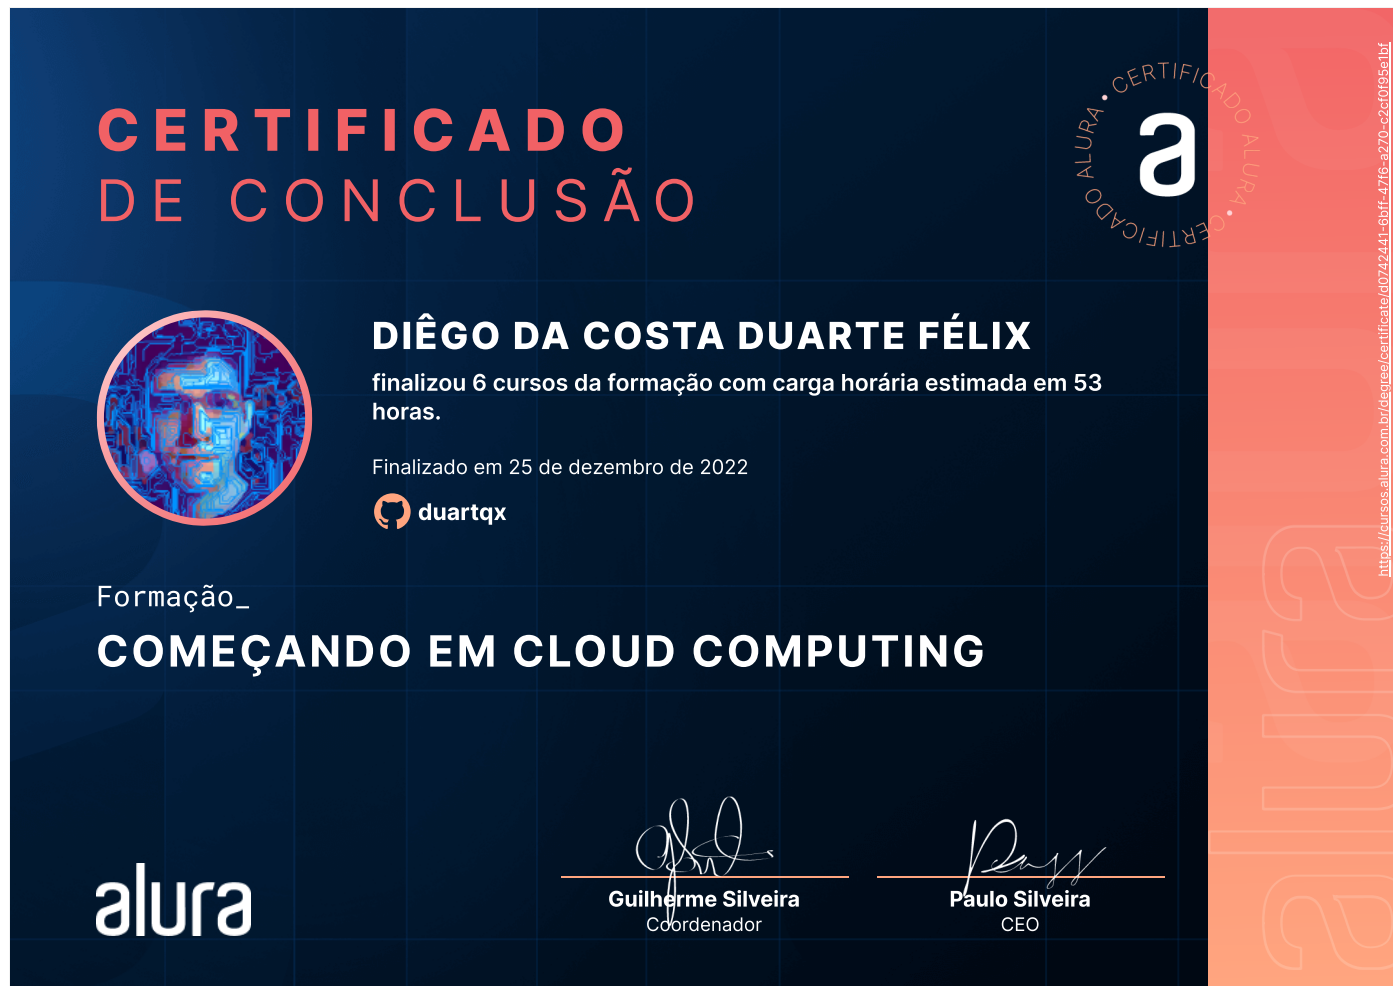 CERTIFICADO
DE CONCLUSÃO
CERTIFICADO ALURA • CERTIFICADO ALURA •
a
DIÊGO DA COSTA DUARTE FÉLIX
finalizou 6 cursos da formação com carga horária estimada em 53
horas.
Finalizado em 25 de dezembro de 2022
duartqx
Formação_
COMEÇANDO EM CLOUD COMPUTING
alura
Guilherme Silveira
Coordenador
Paulo Silveira
CEO
https://cursos.alura.com.br/degree/certificate/d0742441-6bff-47f6-a270-c2cf0f95e1bf
alura